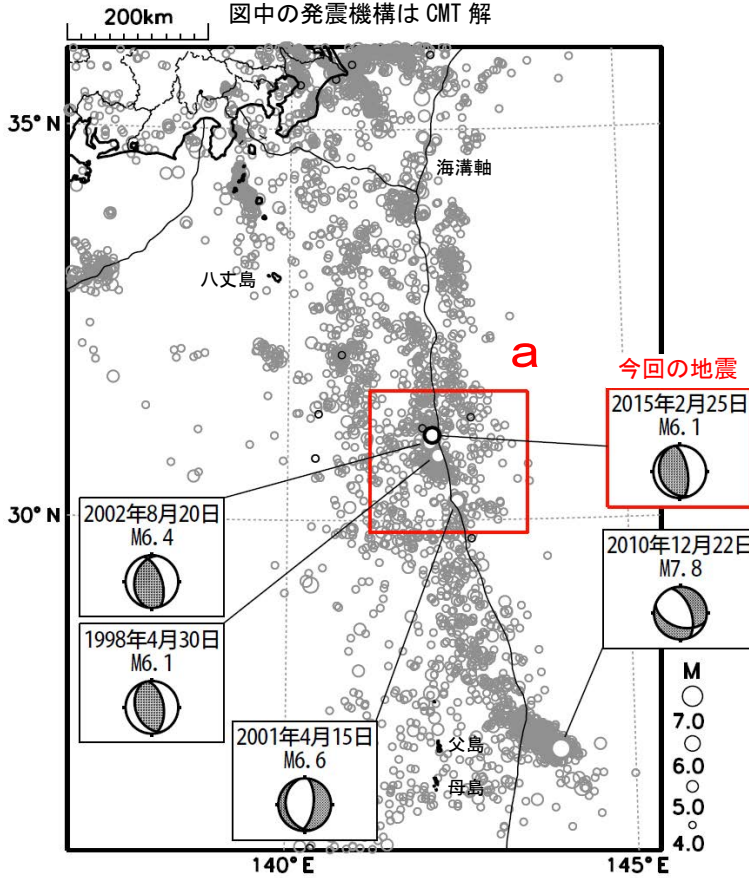 200km
図中の発震機構は CMT 解
35°N
海溝軸
八丈島
a
今回の地震
2015年2月25日
M6.1
30°N
2002年8月20日
M6.4
2010年12月22日
M7.8
1998年4月30日
M6.1
2001年4月15日
M6.6
父島
母島
M
7.0
6.0
5.0
4.0
140°E
145°E